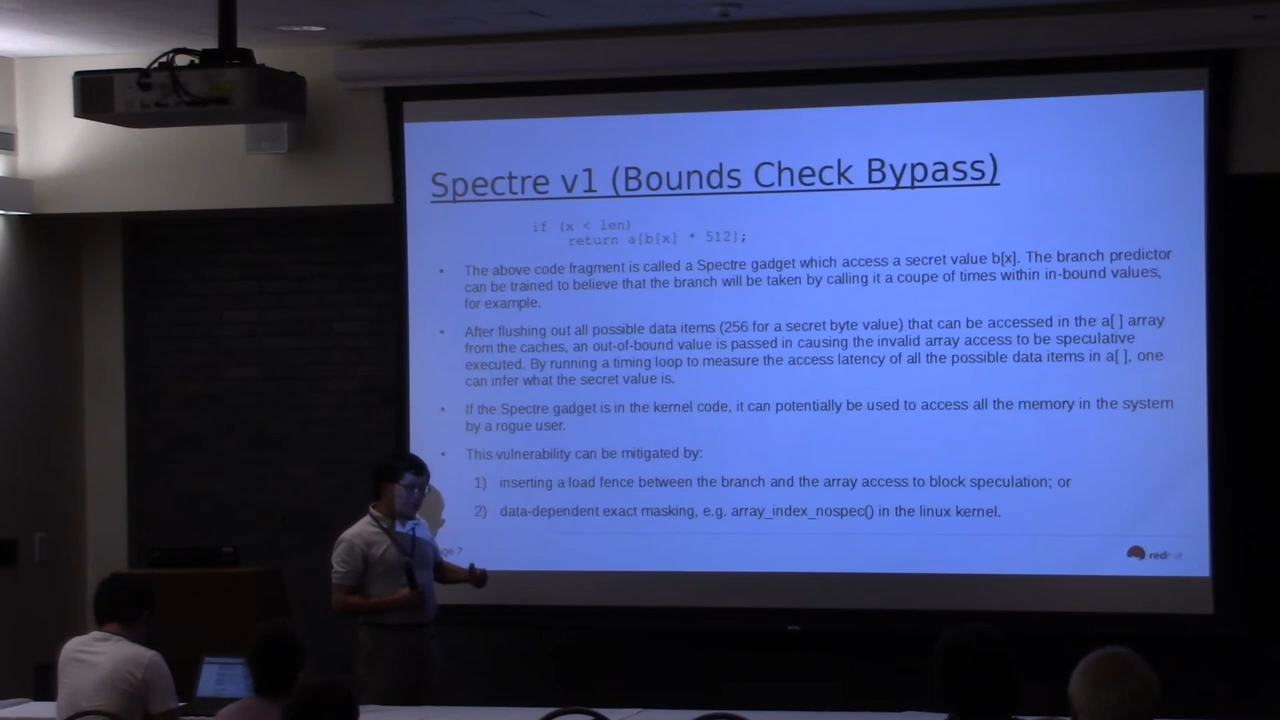 Spectre v1 (Bounds Check Bypass)
if (x < len)
return a[b[x] * 512];
The above code fragment is called a Spectre gadget which access a secret value b[x]. The branch predictor
can be trained to believe that the branch will be taken by calling it a coupe of times within in-bound values,
for example.
After flushing out all possible data items (256 for a secret byte value) that can be accessed in the a[ ] array
from the caches, an out-of-bound value is passed in causing the invalid array access to be speculative
executed. By running a timing loop to measure the access latency of all the possible data items in a[ ], one
can infer what the secret value is.
If the Spectre gadget is in the kernel code, it can potentially be used to access all the memory in the system
by a rogue user.
This vulnerability can be mitigated by:
1) inserting a load fence between the branch and the array access to block speculation; or
2) data-dependent exact masking, e.g. array_index_nospec() in the linux kernel.
7
redhat